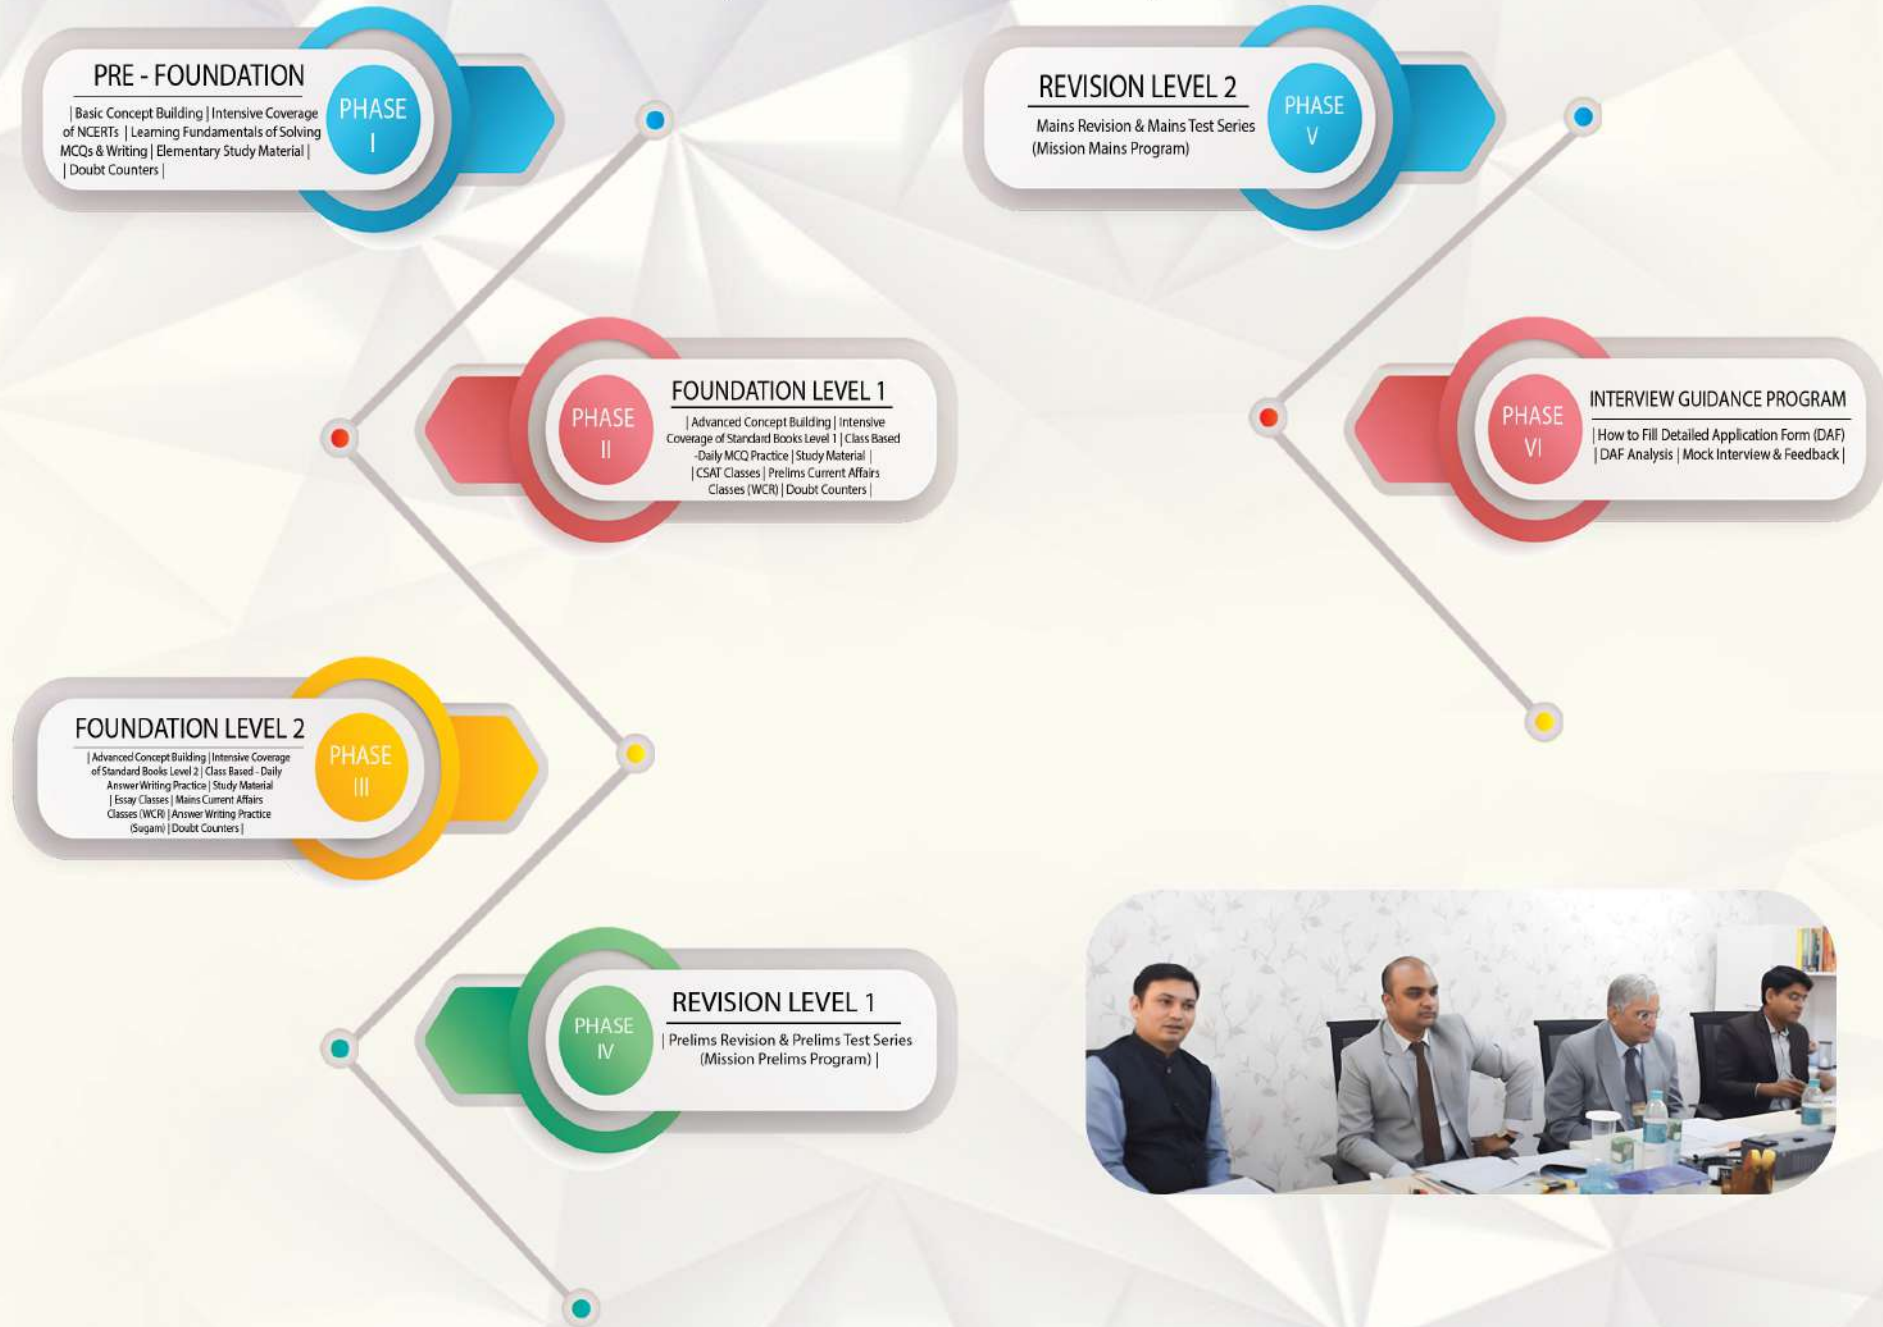 PRE - FOUNDATION
| Basic Concept Building | Intensive Coverage
of NCERTs | Learning Fundamentals of Solving
MCQs & Writing | Elementary Study Material |
| Doubt Counters |
PHASE
I
FOUNDATION LEVEL 1
| Advanced Concept Building | Intensive
Coverage of Standard Books Level 1 | Class Based
-Daily MCQ Practice | Study Material |
| CSAT Classes | Prelims Current Affairs
Classes (WCR) | Doubt Counters |
PHASE
II
FOUNDATION LEVEL 2
| Advanced Concept Building | Intensive Coverage
of Standard Books Level 2 | Class Based - Daily
Answer Writing Practice | Study Material
| Essay Classes | Mains Current Affairs
Classes (WCR) | Answer Writing Practice
(Sugam) | Doubt Counters |
PHASE
III
REVISION LEVEL 1
| Prelims Revision & Prelims Test Series
(Mission Prelims Program) |
PHASE
IV
REVISION LEVEL 2
Mains Revision & Mains Test Series
(Mission Mains Program)
PHASE
V
INTERVIEW GUIDANCE PROGRAM
| How to Fill Detailed Application Form (DAF)
| DAF Analysis | Mock Interview & Feedback |
PHASE
VI